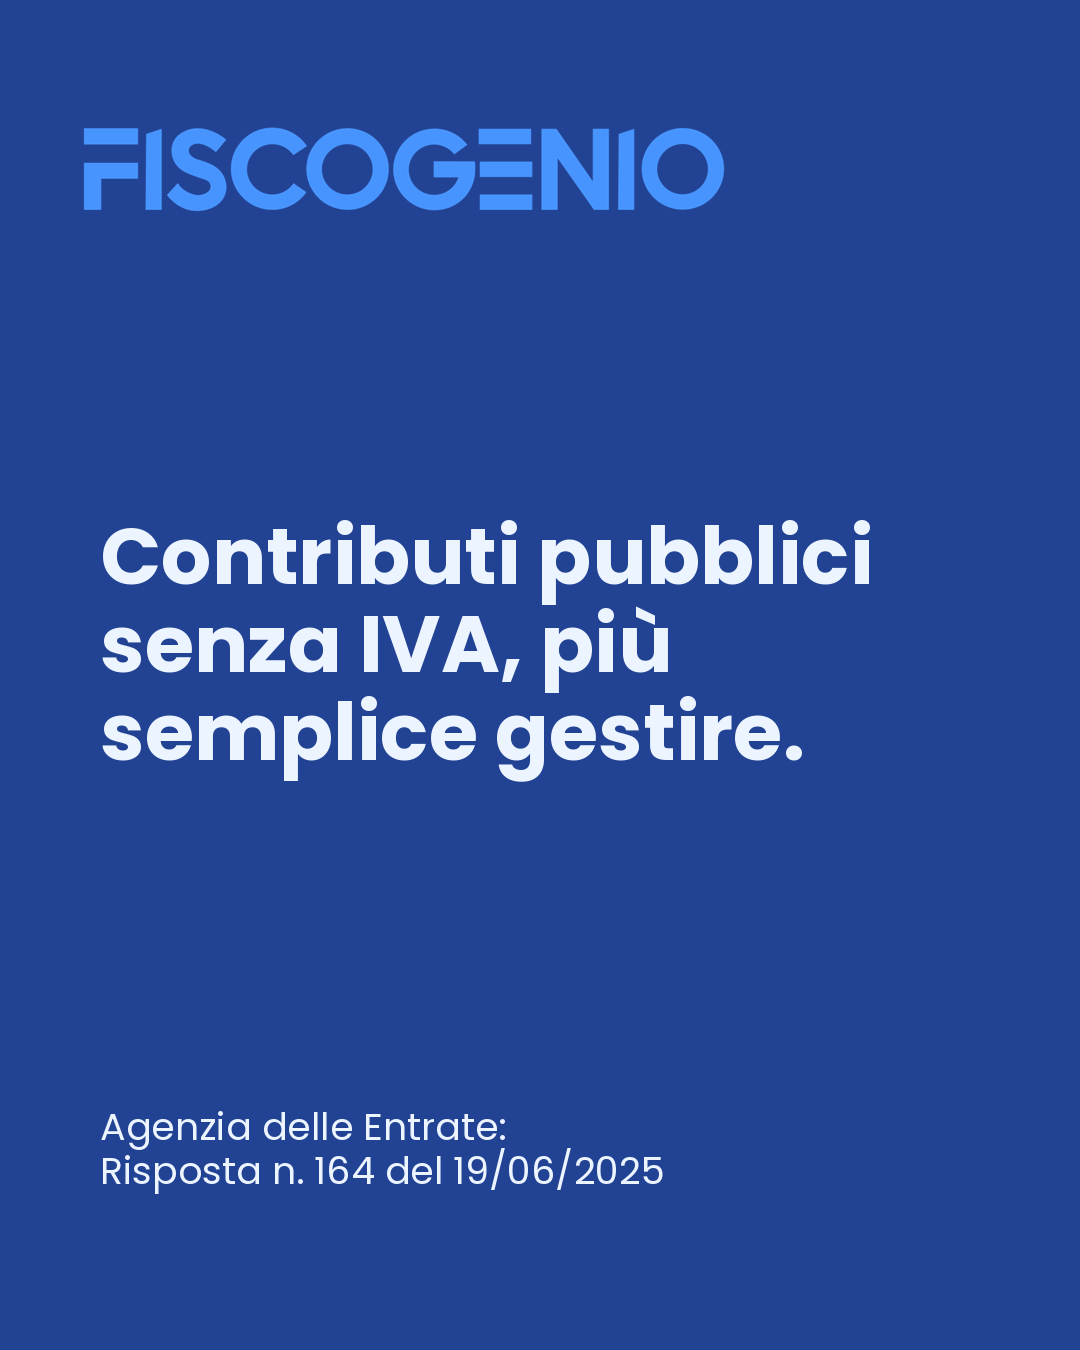 FISCOGENIO
Contributi pubblici
senza IVA, più
semplice gestire.
Agenzia delle Entrate:
Risposta n. 164 del 19/06/2025